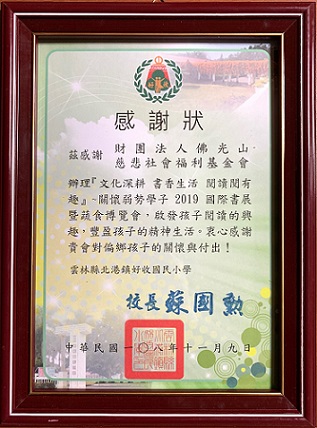 感謝狀
茲感謝
財團法人佛光山
慈悲社會福利基金會
辦理『文化深耕 書香生活 閱讀閱有
趣』~關懷弱勢學子 2019 國際書展
暨蔬食博覽會,啟發孩子閱讀的興
趣,豐盈孩子的精神生活。衷心感謝
貴會對偏鄉孩子的關懷與付出!
雲林縣北港鎮好收國民小學
校長 蘇國勲
中華民國一〇八年十一月九日